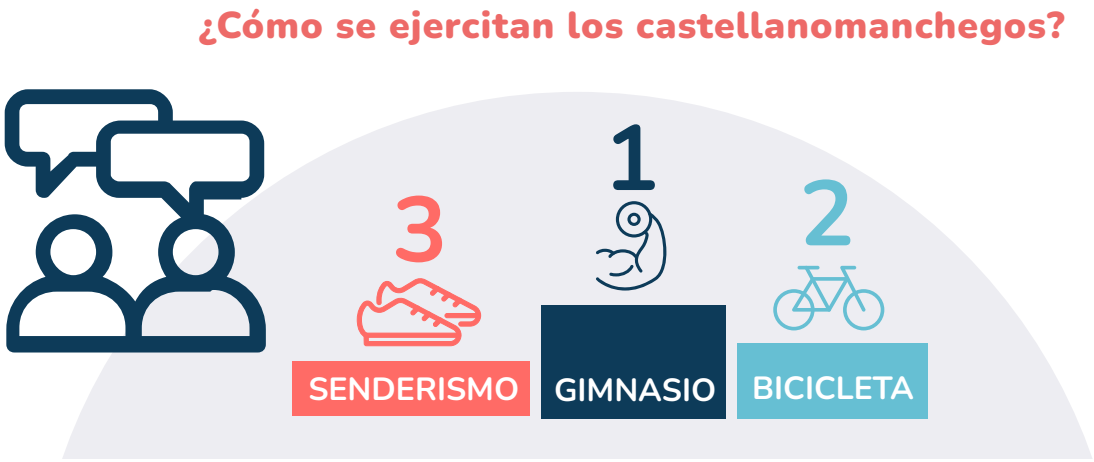 ¿Cómo se ejercitan los castellanomanchegos?
1
2
3
SENDERISMO
GIMNASIO
BICICLETA